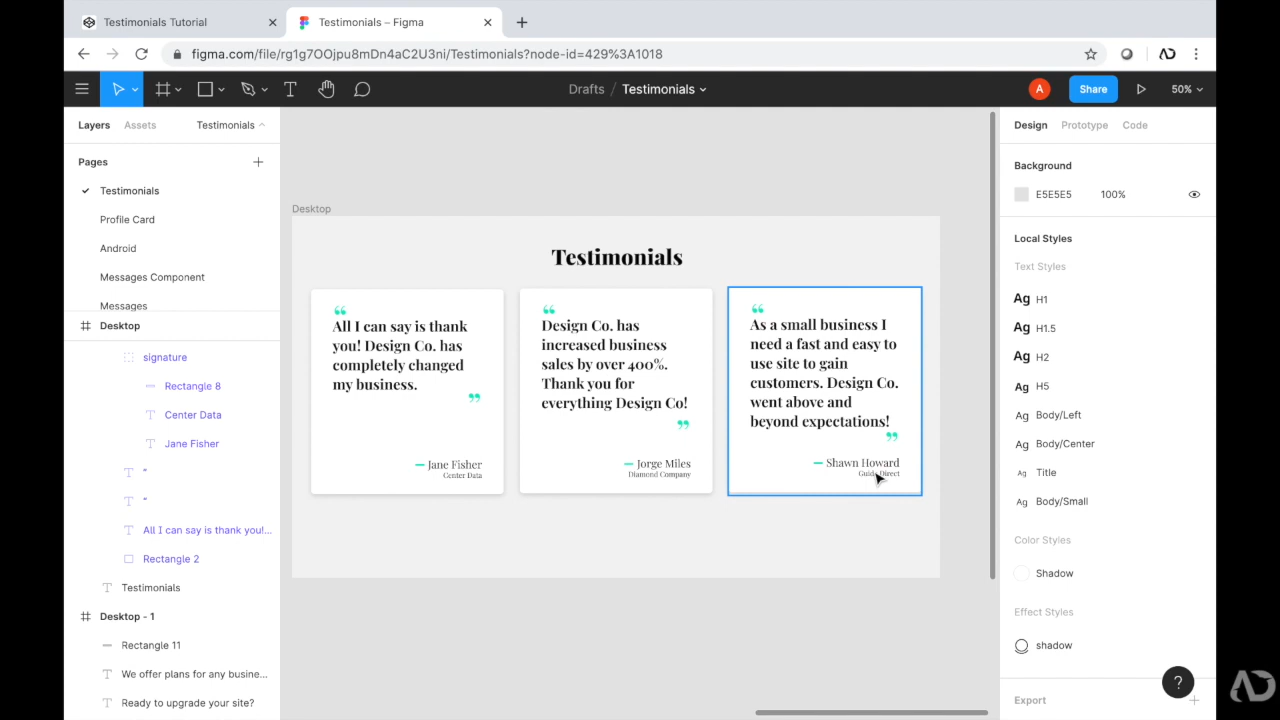 Testimonials Tutorial
Testimonials – Figma
figma.com/file/rg1g7OOjpu8mDn4aC2U3ni/Testimonials?node-id=429%3A1018
Drafts / Testimonials
A
Share
50%
Layers
Assets
Testimonials
Pages
Testimonials
Profile Card
Android
Messages Component
Messages
Desktop
signature
Rectangle 8
Center Data
Jane Fisher
"
"
All I can say is thank you!...
Rectangle 2
Testimonials
Desktop - 1
Rectangle 11
We offer plans for any busine...
Ready to upgrade your site?
Desktop
Testimonials
“
All I can say is thank
you! Design Co. has
completely changed
my business.
”
— Jane Fisher
Center Data
“
Design Co. has
increased business
sales by over 400%.
Thank you for
everything Design Co!
”
— Jorge Miles
Diamond Company
“
As a small business I
need a fast and easy to
use site to gain
customers. Design Co.
went above and
beyond expectations!
”
— Shawn Howard
Guide Direct
Design
Prototype
Code
Background
E5E5E5
100%
Local Styles
Text Styles
Ag H1
Ag H1.5
Ag H2
Ag H5
Ag Body/Left
Ag Body/Center
Ag Title
Ag Body/Small
Color Styles
Shadow
Effect Styles
shadow
Export
?